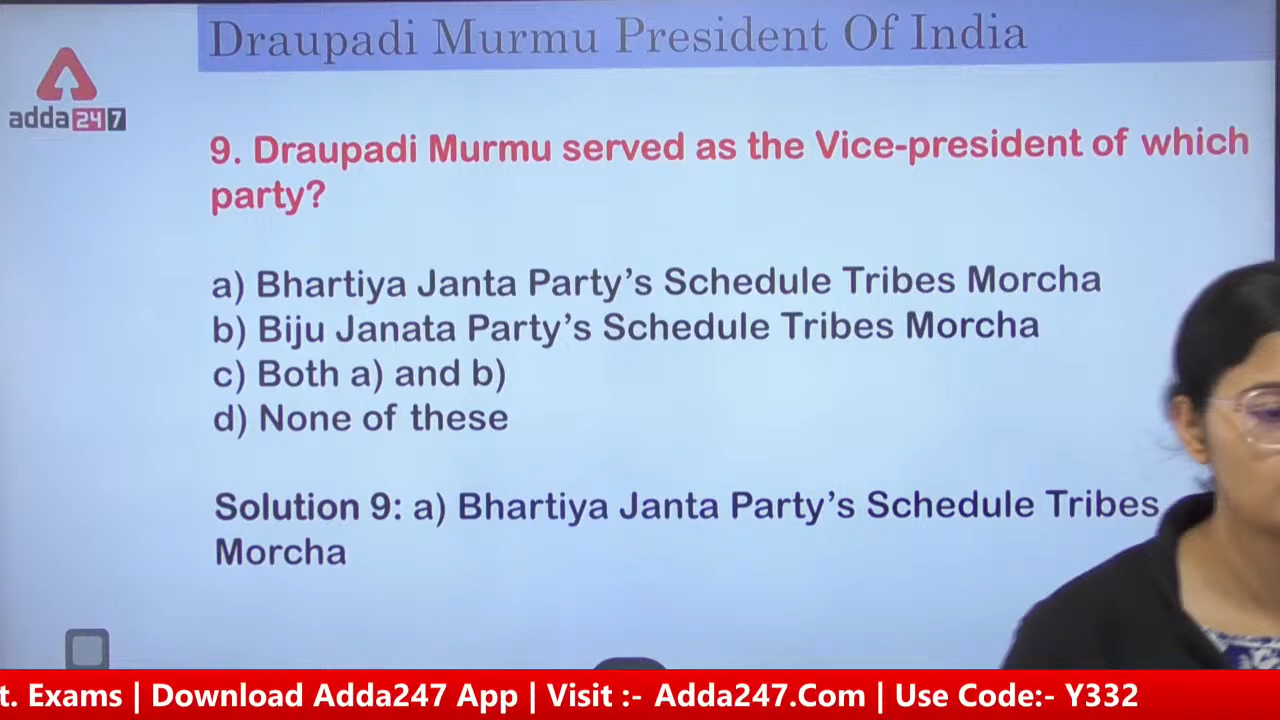 Draupadi Murmu President Of India
adda247
9. Draupadi Murmu served as the Vice-president of which
party?
a) Bhartiya Janta Party’s Schedule Tribes Morcha
b) Biju Janata Party’s Schedule Tribes Morcha
c) Both a) and b)
d) None of these
Solution 9: a) Bhartiya Janta Party’s Schedule Tribes
Morcha
t. Exams | Download Adda247 App | Visit :- Adda247.Com | Use Code:- Y332